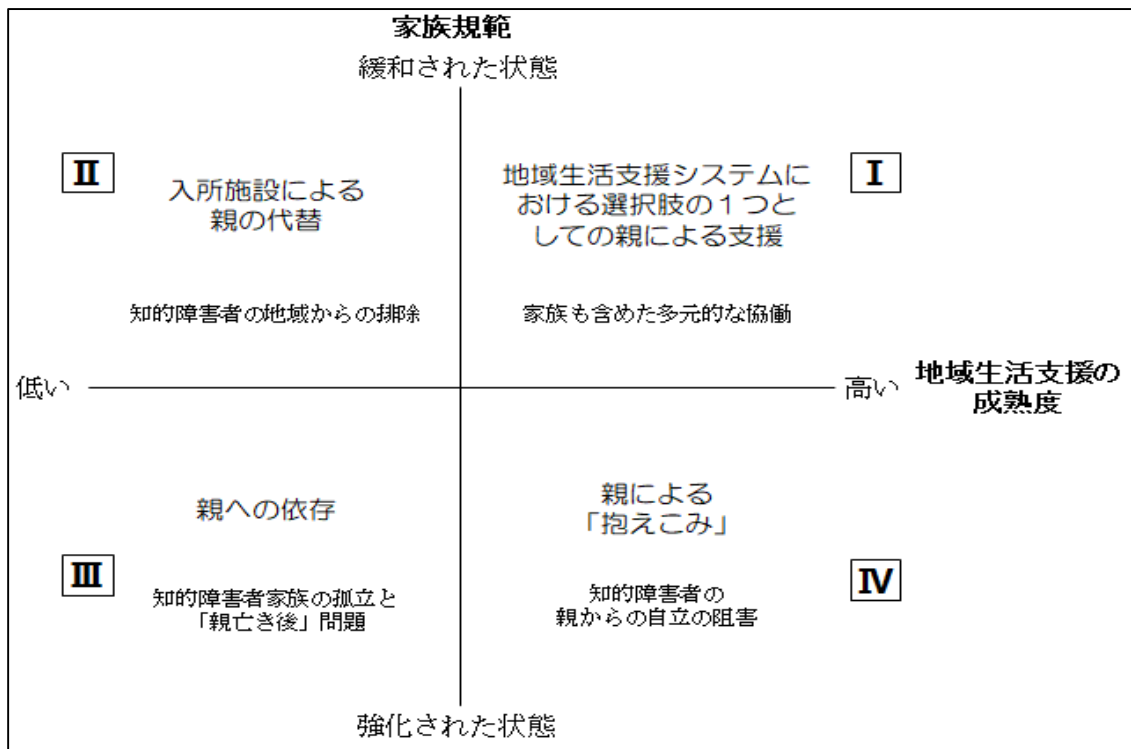 家族規範
緩和された状態
Ⅱ
入所施設による
親の代替
知的障害者の地域からの排除
地域生活支援システムに
おける選択肢の１つと
しての親による支援
Ⅰ
家族も含めた多元的な協働
低い
高い
地域生活支援の
成熟度
親への依存
Ⅲ
知的障害者家族の孤立と
「親亡き後」問題
親による
「抱えこみ」
知的障害者の
親からの自立の阻害
Ⅳ
強化された状態